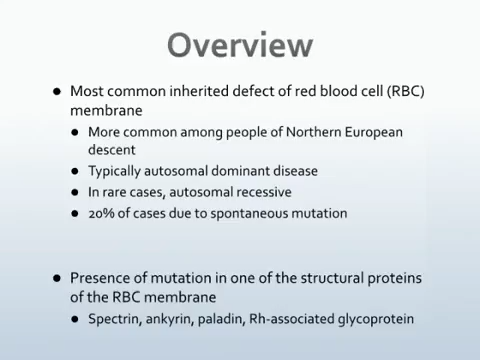 Overview
• Most common inherited defect of red blood cell (RBC)
membrane
• More common among people of Northern European
descent
• Typically autosomal dominant disease
• In rare cases, autosomal recessive
• 20% of cases due to spontaneous mutation
• Presence of mutation in one of the structural proteins
of the RBC membrane
• Spectrin, ankyrin, paladin, Rh-associated glycoprotein